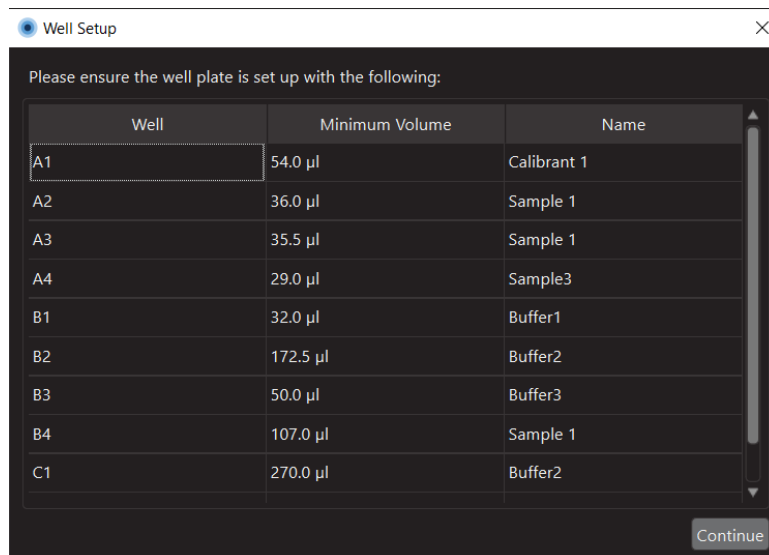 Well Setup
Please ensure the well plate is set up with the following:
Well Minimum Volume Name
A1 54.0 µl Calibrant 1
A2 36.0 µl Sample 1
A3 35.5 µl Sample 1
A4 29.0 µl Sample3
B1 32.0 µl Buffer1
B2 172.5 µl Buffer2
B3 50.0 µl Buffer3
B4 107.0 µl Sample 1
C1 270.0 µl Buffer2
Continue